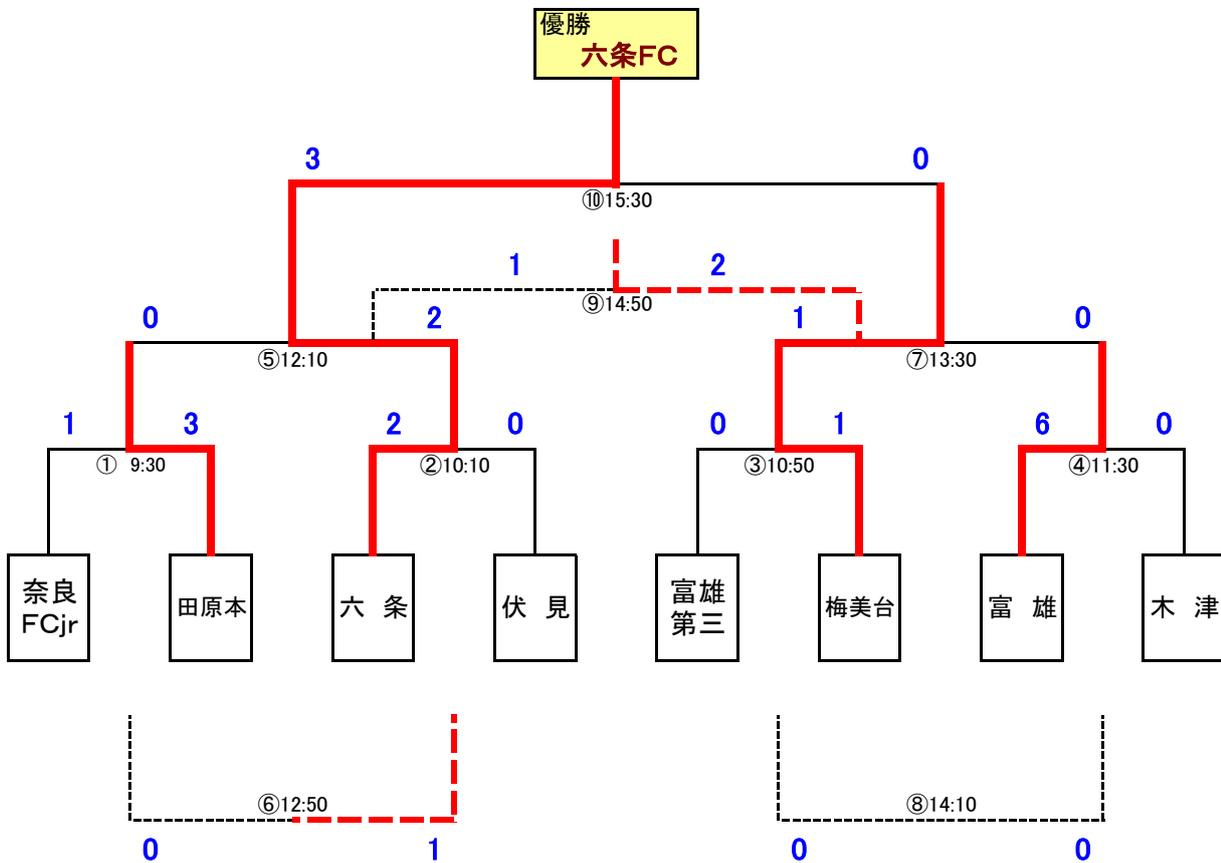 優勝
六条FC
3 0
⑩15:30
1 2
⑨14:50
0 2 1 0
⑤12:10 ⑦13:30
1 3 2 0 0 1 6 0
① 9:30 ②10:10 ③10:50 ④11:30
奈良
FCjr
田原本
六 条
伏 見
富雄
第三
梅美台
富 雄
木 津
⑥12:50 ⑧14:10
0 1 0 0